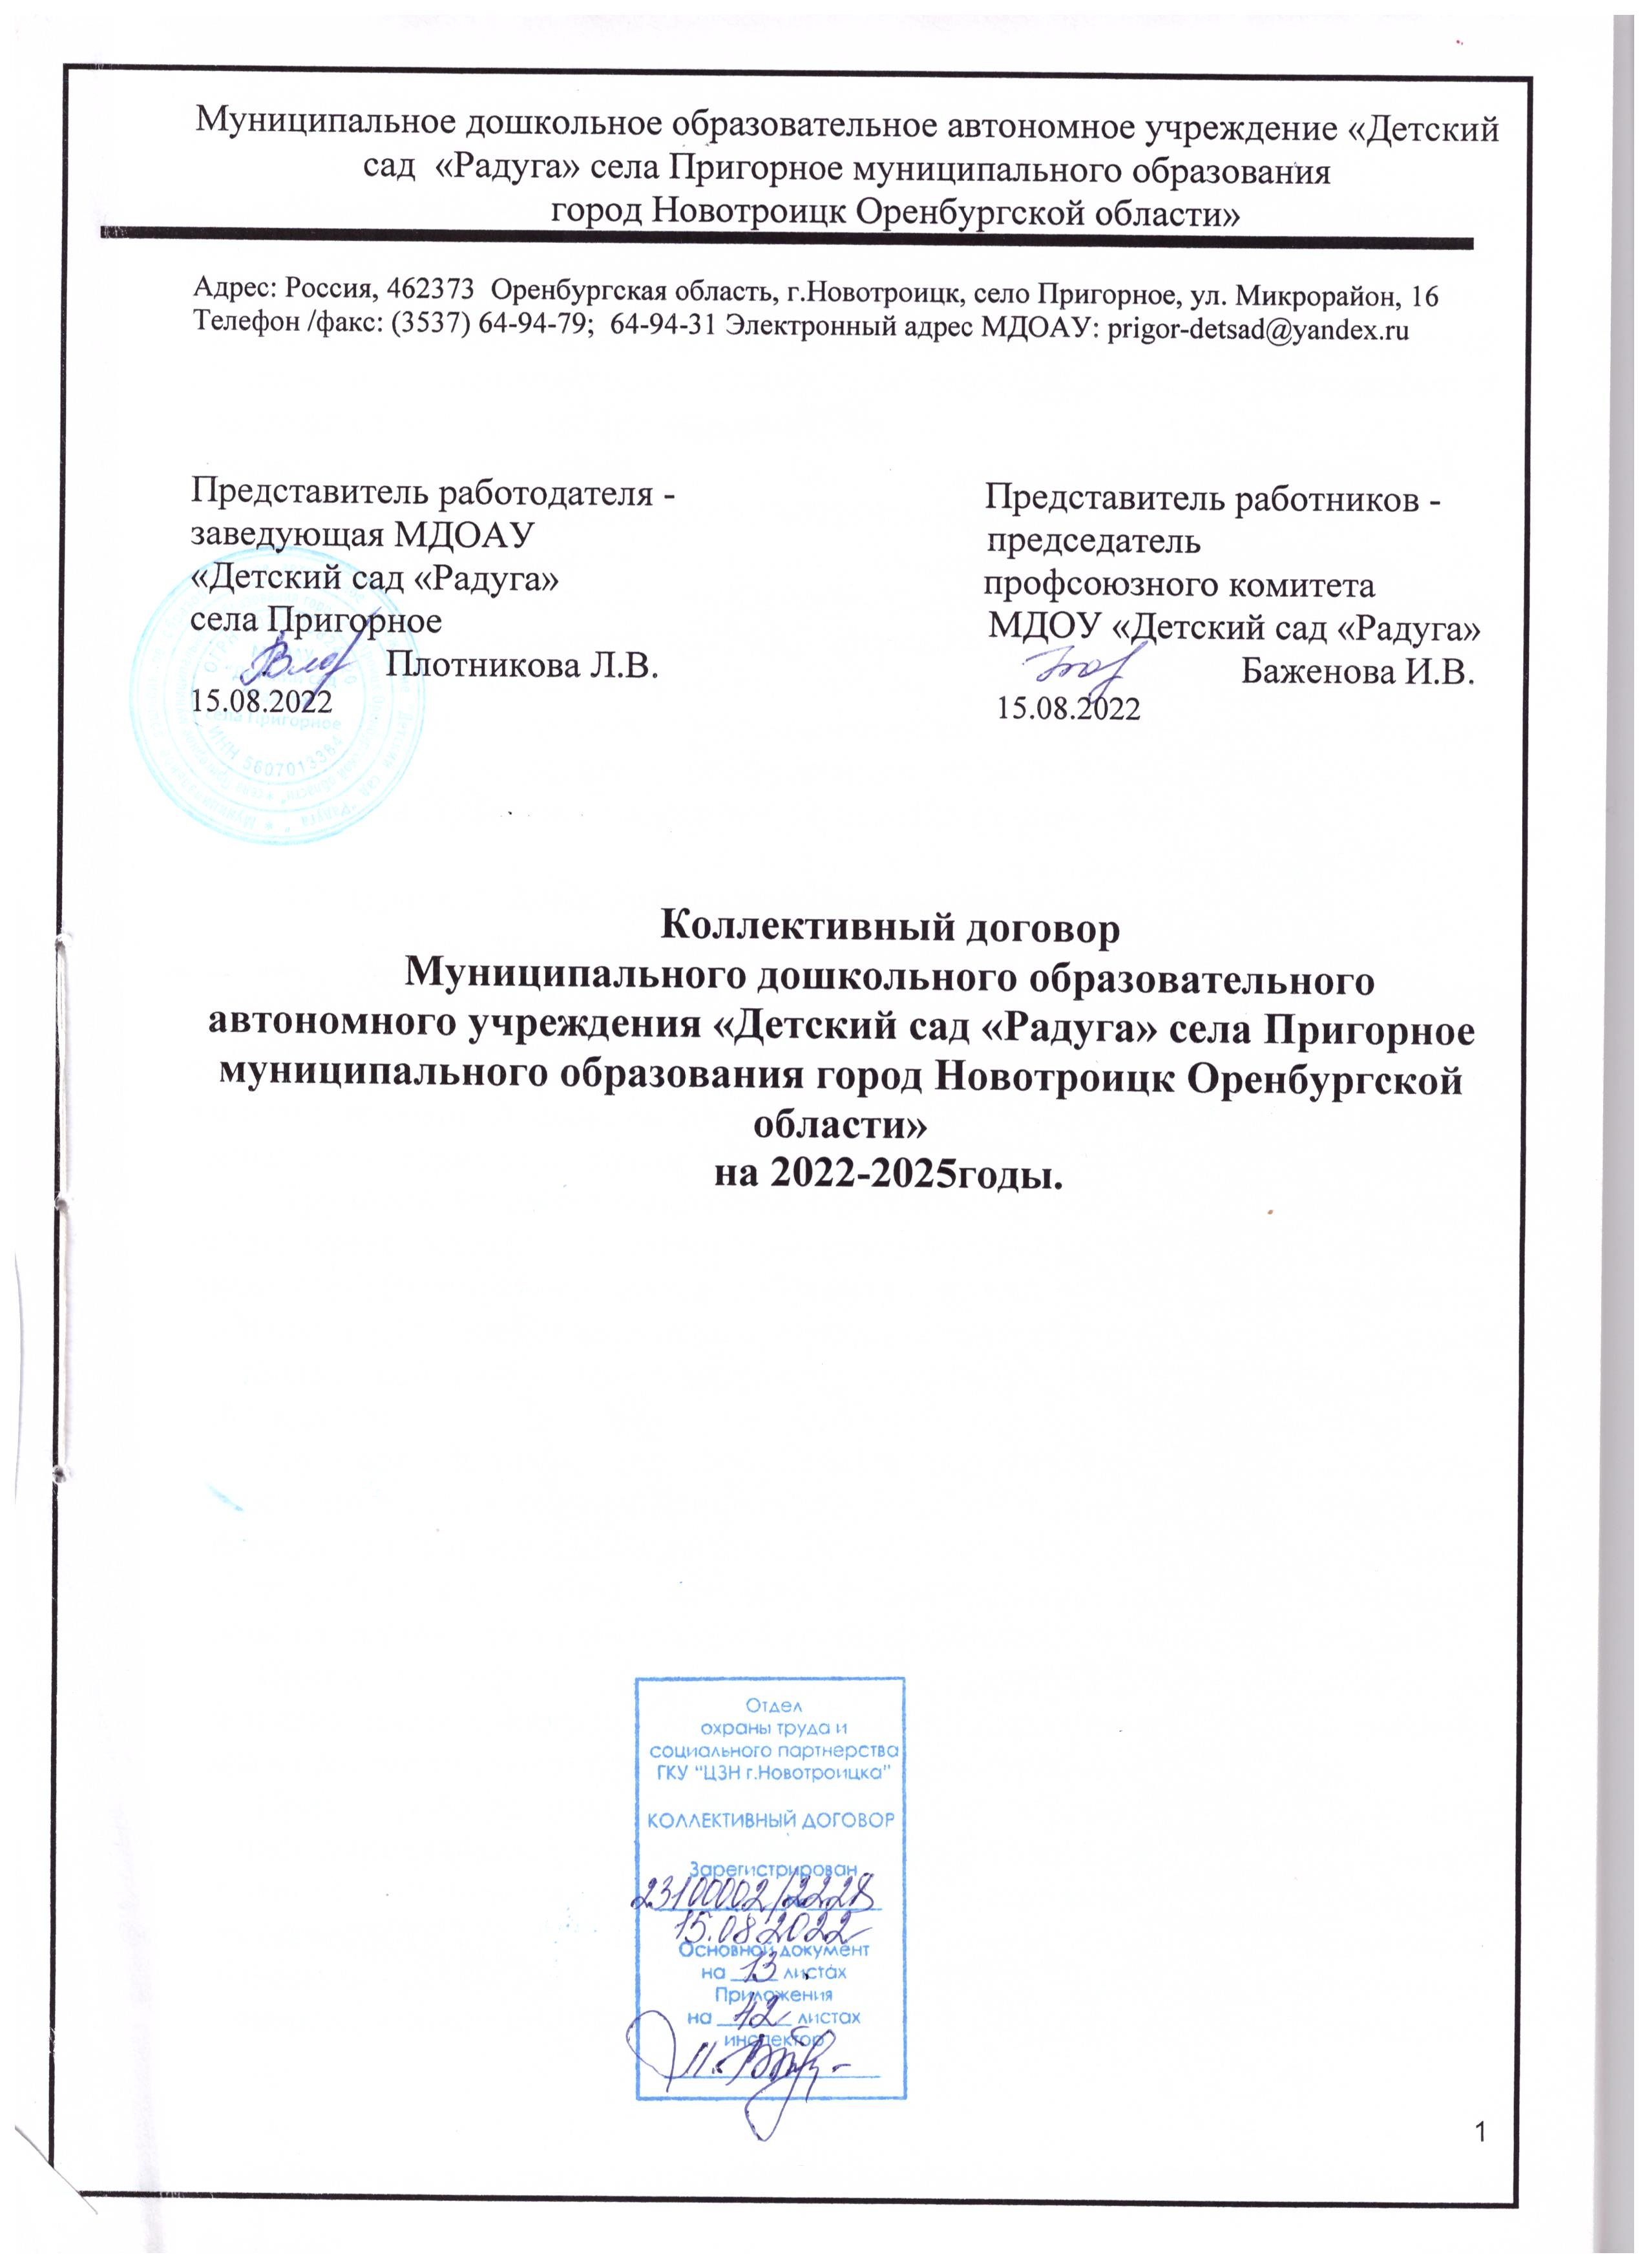 Муниципальное дошкольное образовательное автономное учреждение «Детский
сад «Радуга» села Пригорное муниципального образования
город Новотроицк Оренбургской области»
Адрес: Россия, 462373 Оренбургская область, г.Новотроицк, село Пригорное, ул. Микрорайон, 16
Телефон /факс: (3537) 64-94-79; 64-94-31 Электронный адрес МДОАУ: prigor-detsad@yandex.ru
Представитель работодателя -
заведующая МДОАУ
«Детский сад «Радуга»
села Пригорное
Плотникова Л.В.
15.08.2022
Представитель работников -
председатель
профсоюзного комитета
МДОУ «Детский сад «Радуга»
Баженова И.В.
15.08.2022
села Пригорное
ИНН 5607013384
Коллективный договор
Муниципального дошкольного образовательного
автономного учреждения «Детский сад «Радуга» села Пригорное
муниципального образования город Новотроицк Оренбургской
области»
на 2022-2025годы.
Отдел
охраны труда и
социального партнерства
ГКУ "ЦЗН г.Новотроицка"
КОЛЛЕКТИВНЫЙ ДОГОВОР
Зарегистрирован
23100002/2228
15.08.2022
Основной документ
на 13 листах
Приложения
на 42 листах
инспектор
1